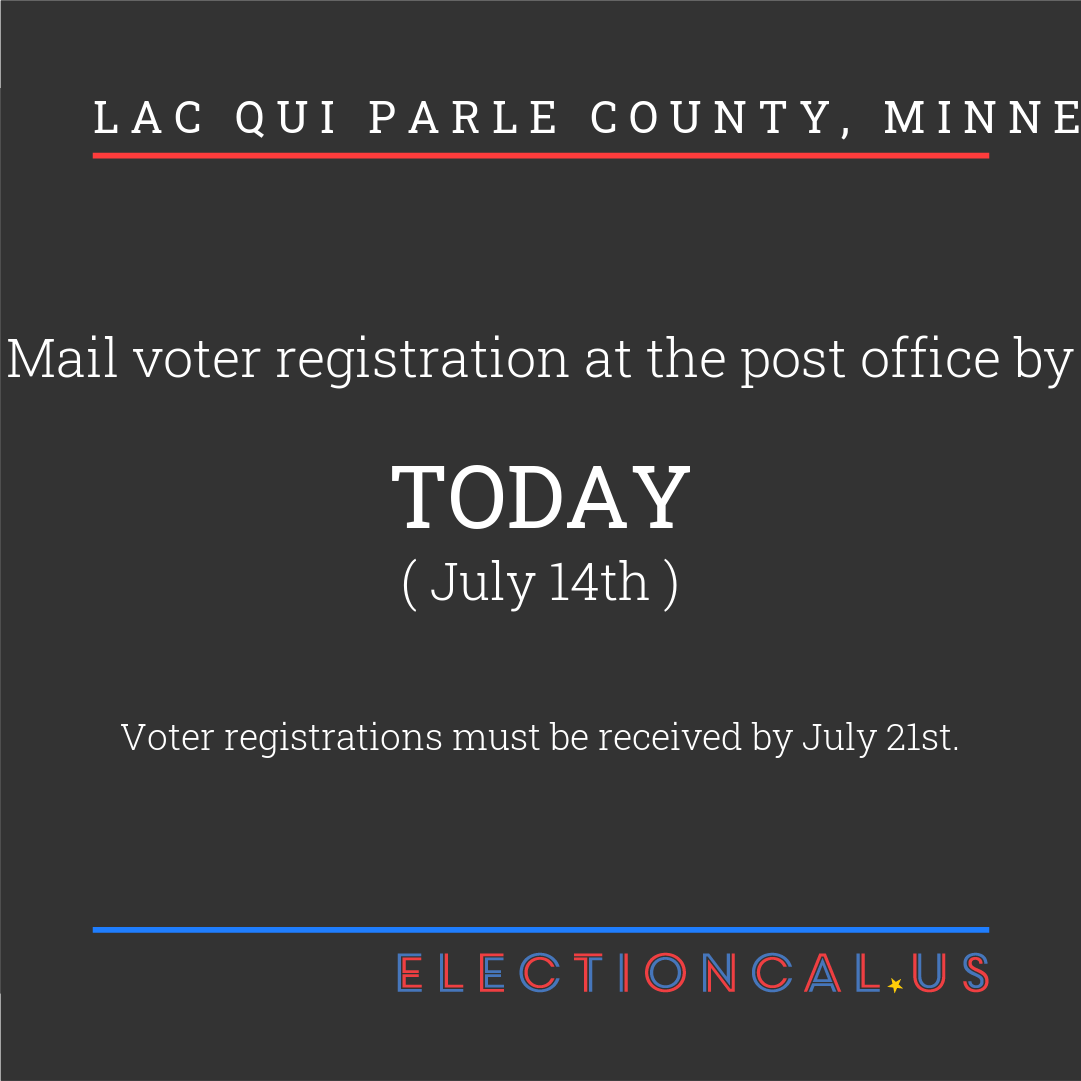 LAC QUI PARLE COUNTY, MINNE
Mail voter registration at the post office by
TODAY
( July 14th )
Voter registrations must be received by July 21st.
ELECTIONCAL.US